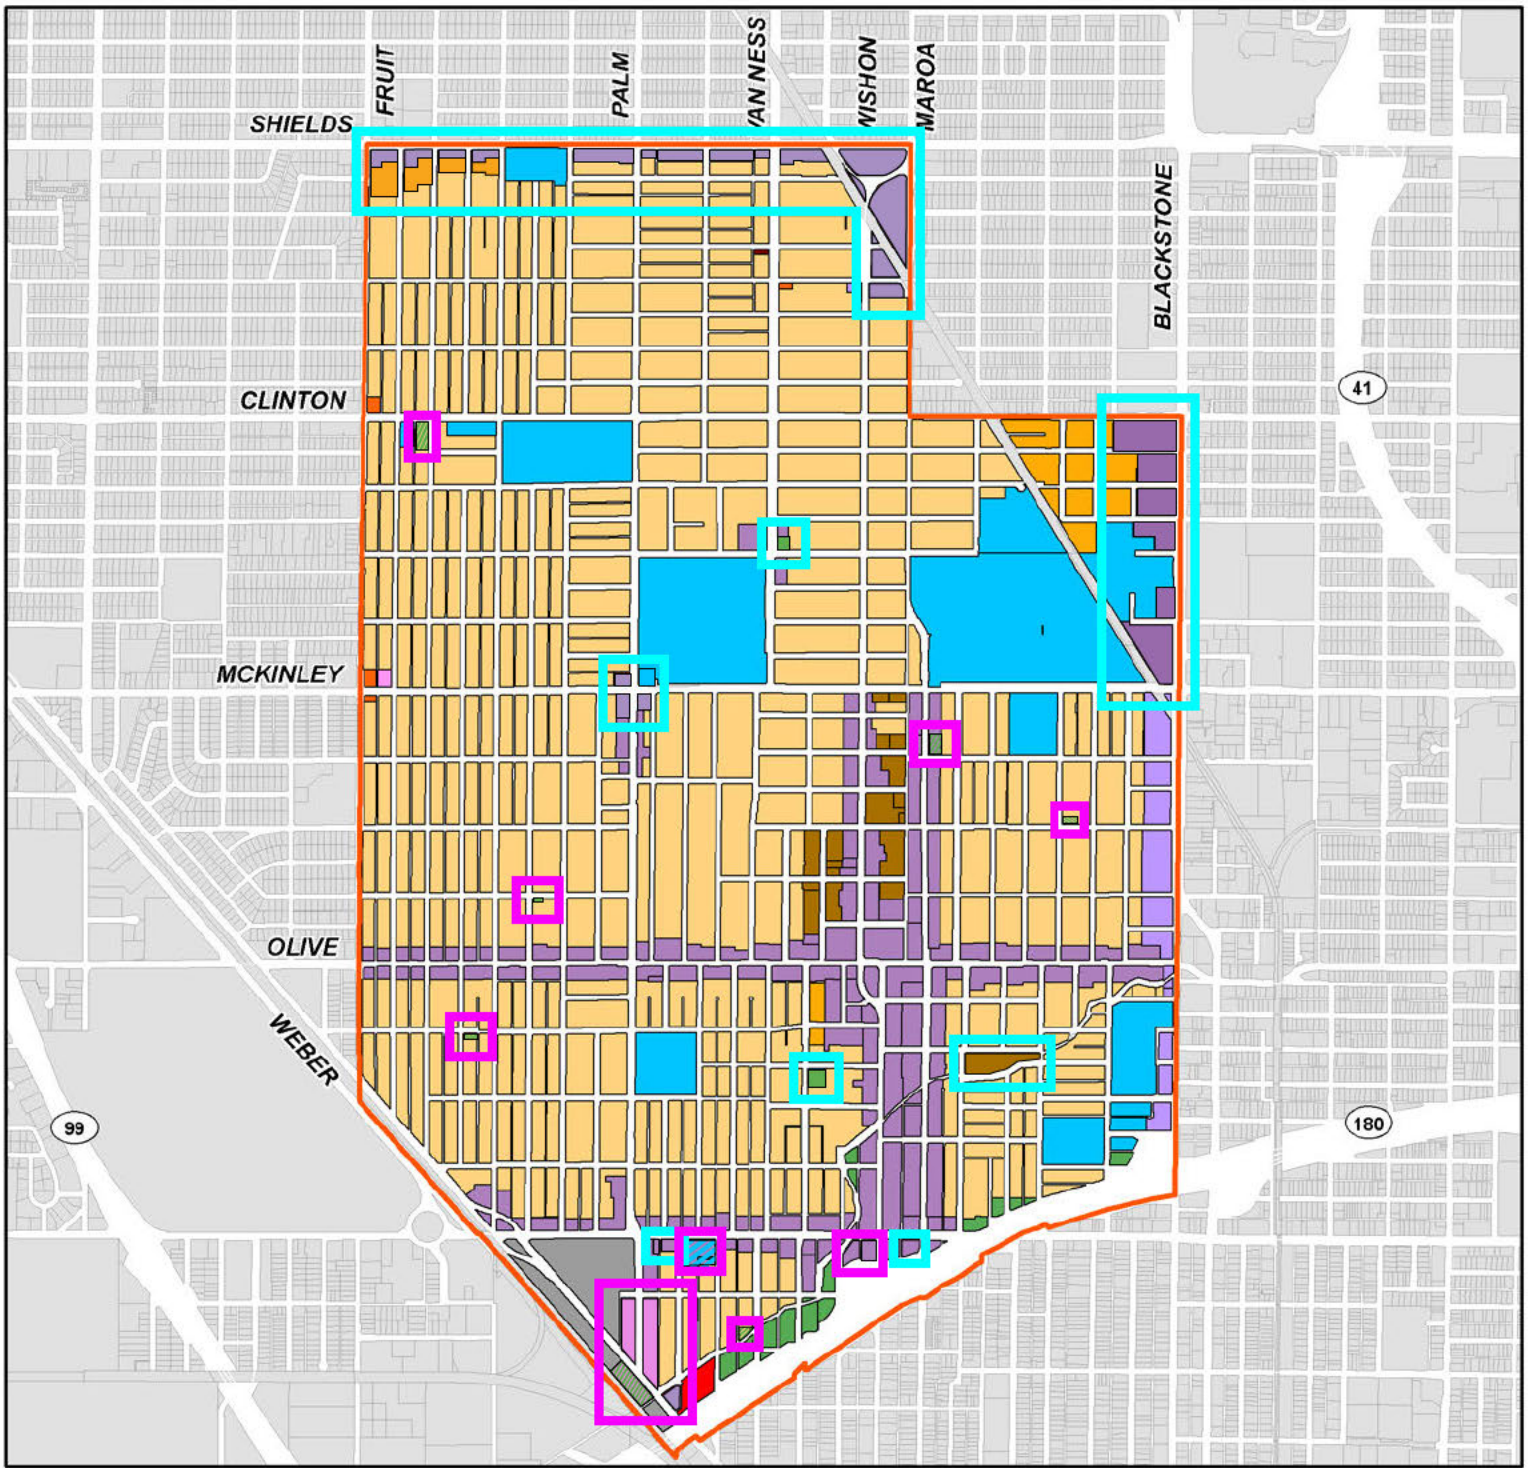 FRUIT
PALM
VAN NESS
WISHON
MAROA
SHIELDS
BLACKSTONE
CLINTON
41
MCKINLEY
OLIVE
WEBER
99
180